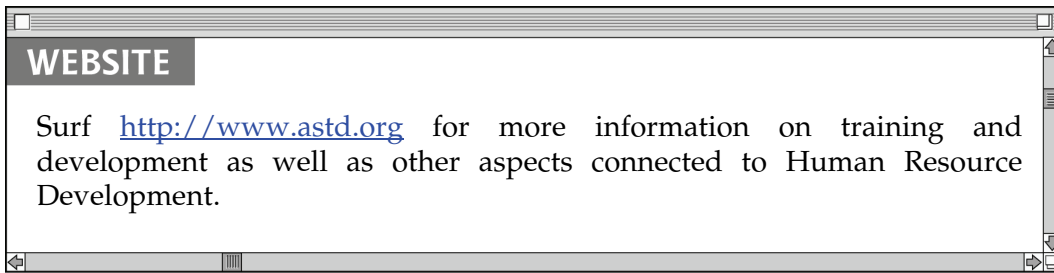 WEBSITE
Surf http://www.astd.org for more information on training and
development as well as other aspects connected to Human Resource
Development.